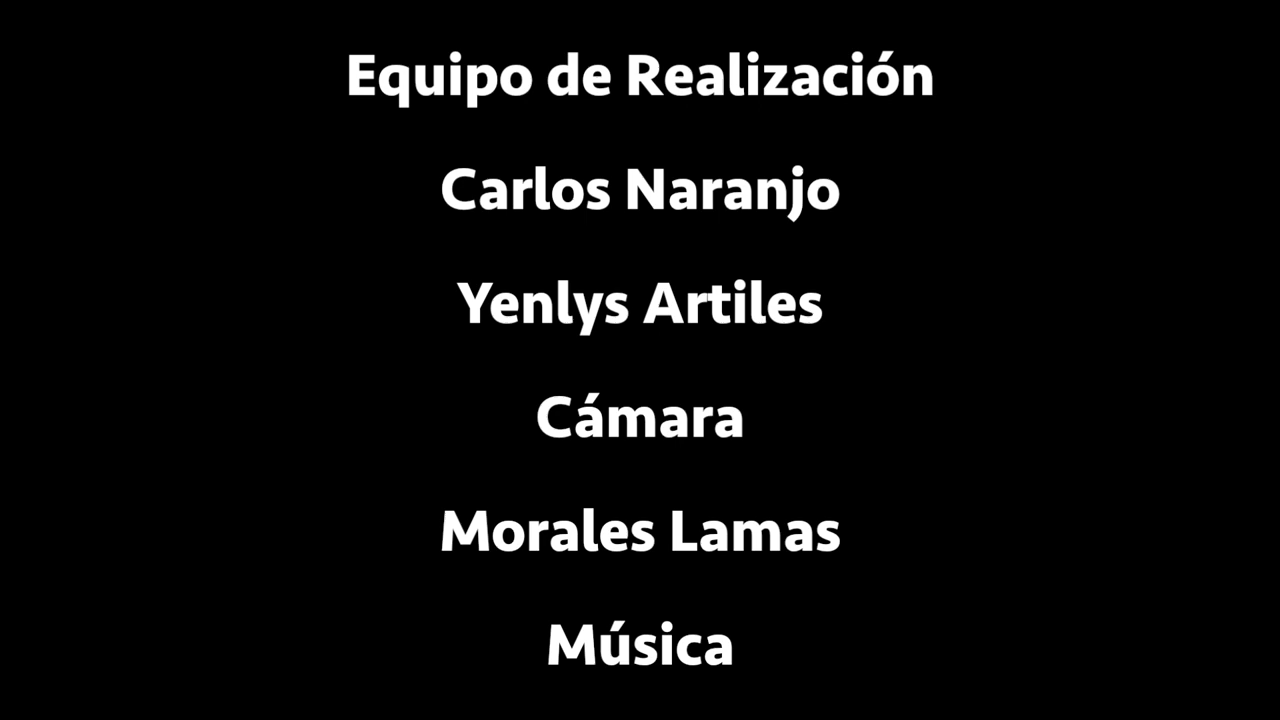 Equipo de Realización
Carlos Naranjo
Yenlys Artiles
Cámara
Morales Lamas
Música